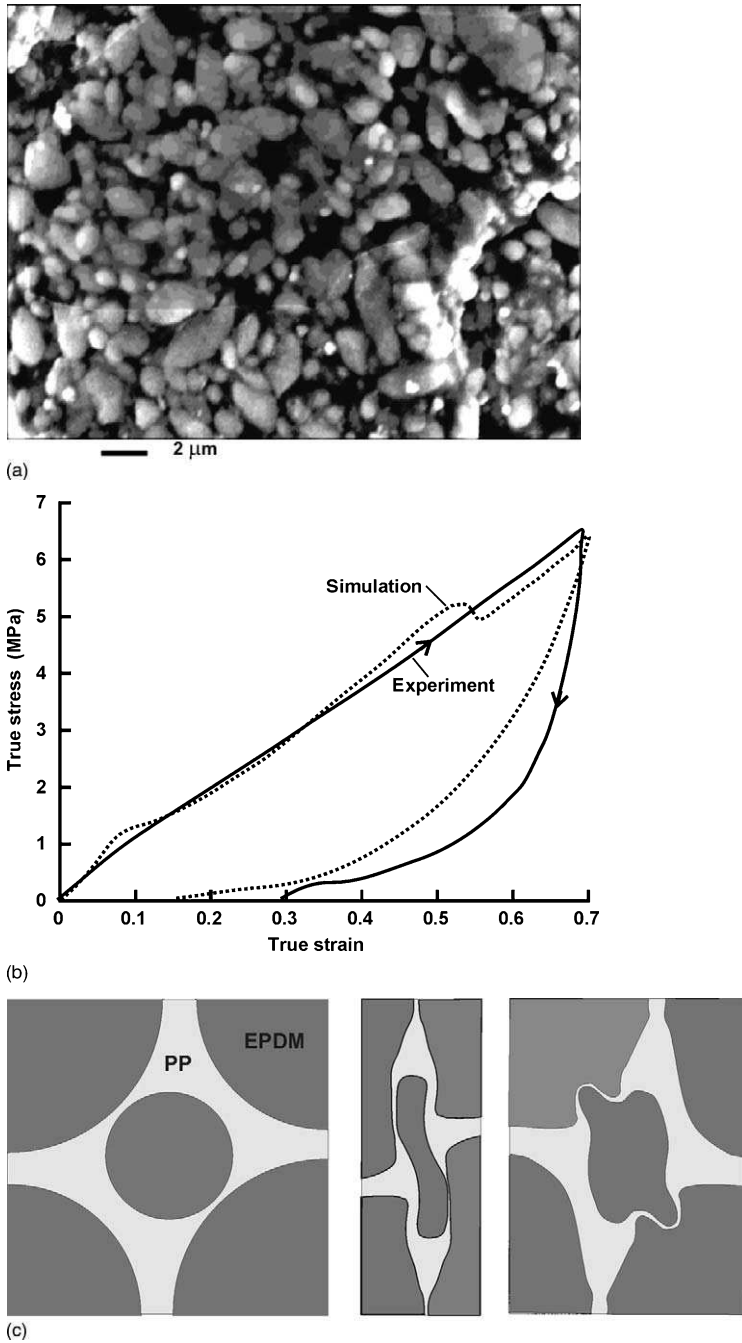 2 μm
(a)
7
6
5
4
3
2
1
0
True stress (MPa)
Simulation
Experiment
0 0.1 0.2 0.3 0.4 0.5 0.6 0.7
True strain
(b)
PP
EPDM
(c)